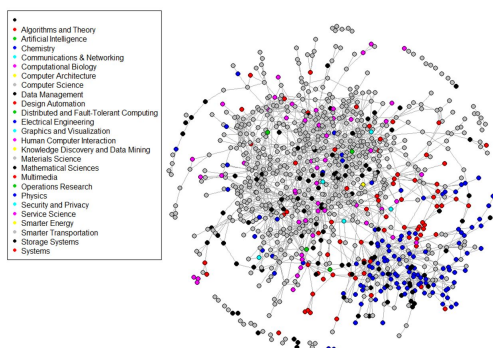 Algorithms and Theory
Artificial Intelligence
Chemistry
Communications & Networking
Computational Biology
Computer Architecture
Computer Science
Data Management
Design Automation
Distributed and Fault-Tolerant Computing
Electrical Engineering
Graphics and Visualization
Human Computer Interaction
Knowledge Discovery and Data Mining
Materials Science
Mathematical Sciences
Multimedia
Operations Research
Physics
Security and Privacy
Service Science
Smarter Energy
Smarter Transportation
Storage Systems
Systems